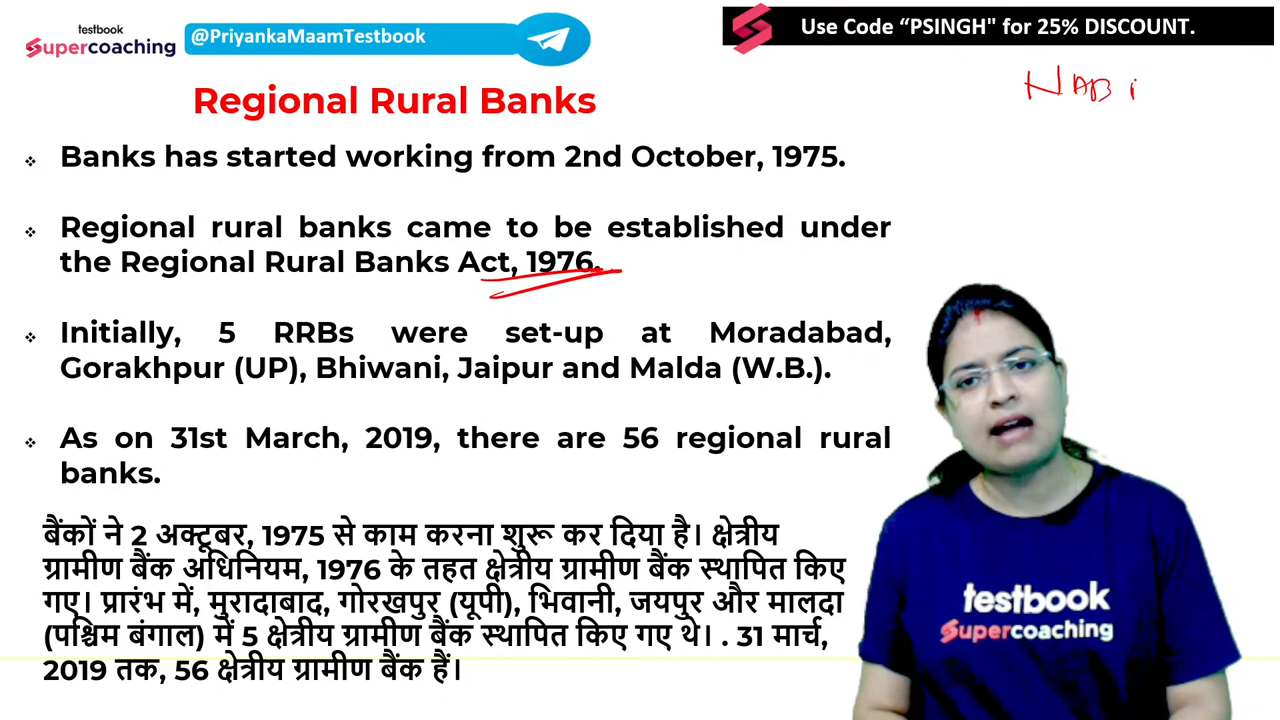 testbook
Supercoaching
@PriyankaMaamTestbook
Use Code “PSINGH" for 25% DISCOUNT.
NAB
Regional Rural Banks
❖ Banks has started working from 2nd October, 1975.
❖ Regional rural banks came to be established under
the Regional Rural Banks Act, 1976.
❖ Initially, 5 RRBs were set-up at Moradabad,
Gorakhpur (UP), Bhiwani, Jaipur and Malda (W.B.).
❖ As on 31st March, 2019, there are 56 regional rural
banks.
बैंकों ने 2 अक्टूबर, 1975 से काम करना शुरू कर दिया है। क्षेत्रीय
ग्रामीण बैंक अधिनियम, 1976 के तहत क्षेत्रीय ग्रामीण बैंक स्थापित किए
गए। प्रारंभ में, मुरादाबाद, गोरखपुर (यूपी), भिवानी, जयपुर और मालदा
(पश्चिम बंगाल) में 5 क्षेत्रीय ग्रामीण बैंक स्थापित किए गए थे। . 31 मार्च,
2019 तक, 56 क्षेत्रीय ग्रामीण बैंक हैं।
testbook
Supercoaching